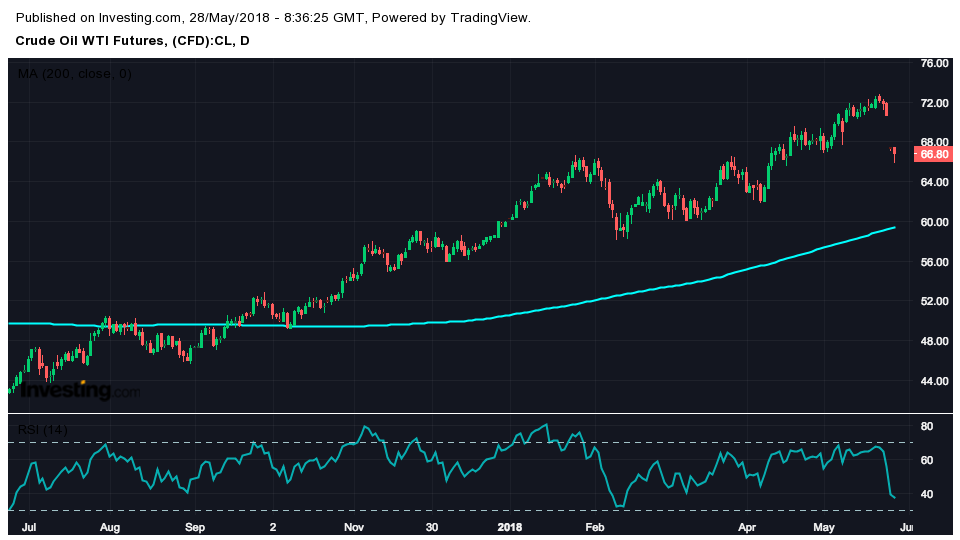 Published on Investing.com, 28/May/2018 - 8:36:25 GMT, Powered by TradingView.
Crude Oil WTI Futures, (CFD):CL, D
MA (200, close, 0)
76.00
72.00
68.00
66.80
64.00
60.00
56.00
52.00
48.00
44.00
Investing.com
RSI (14)
80
60
40
Jul Aug Sep 2 Nov 30 2018 Feb Apr May Ju